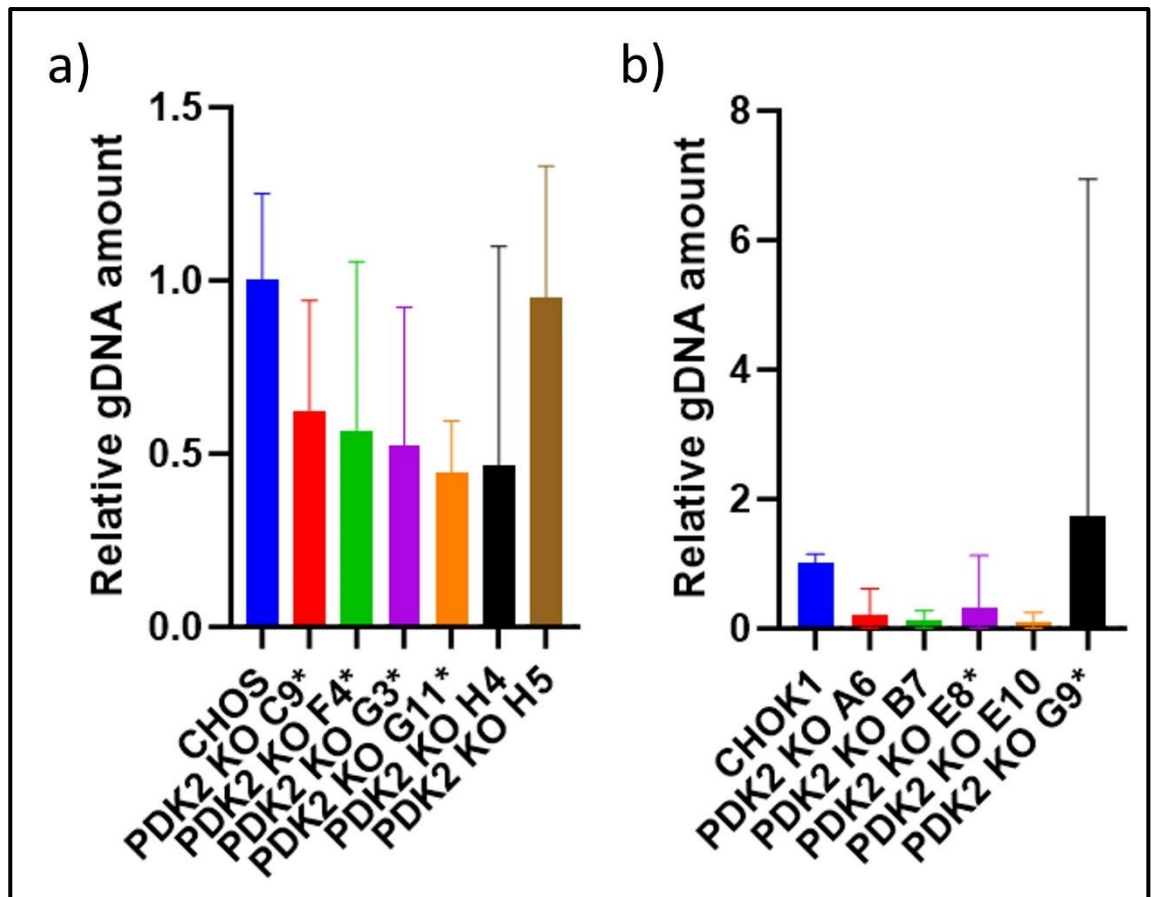 a)
Relative gDNA amount
1.5
1.0
0.5
0.0
CHOS
PDK2 KO C9*
PDK2 KO F4*
PDK2 KO G3*
PDK2 KO G11*
PDK2 KO H4
PDK2 KO H5
b)
Relative gDNA amount
8
6
4
2
0
CHOK1
PDK2 KO A6
PDK2 KO B7
PDK2 KO E8*
PDK2 KO E10
PDK2 KO G9*